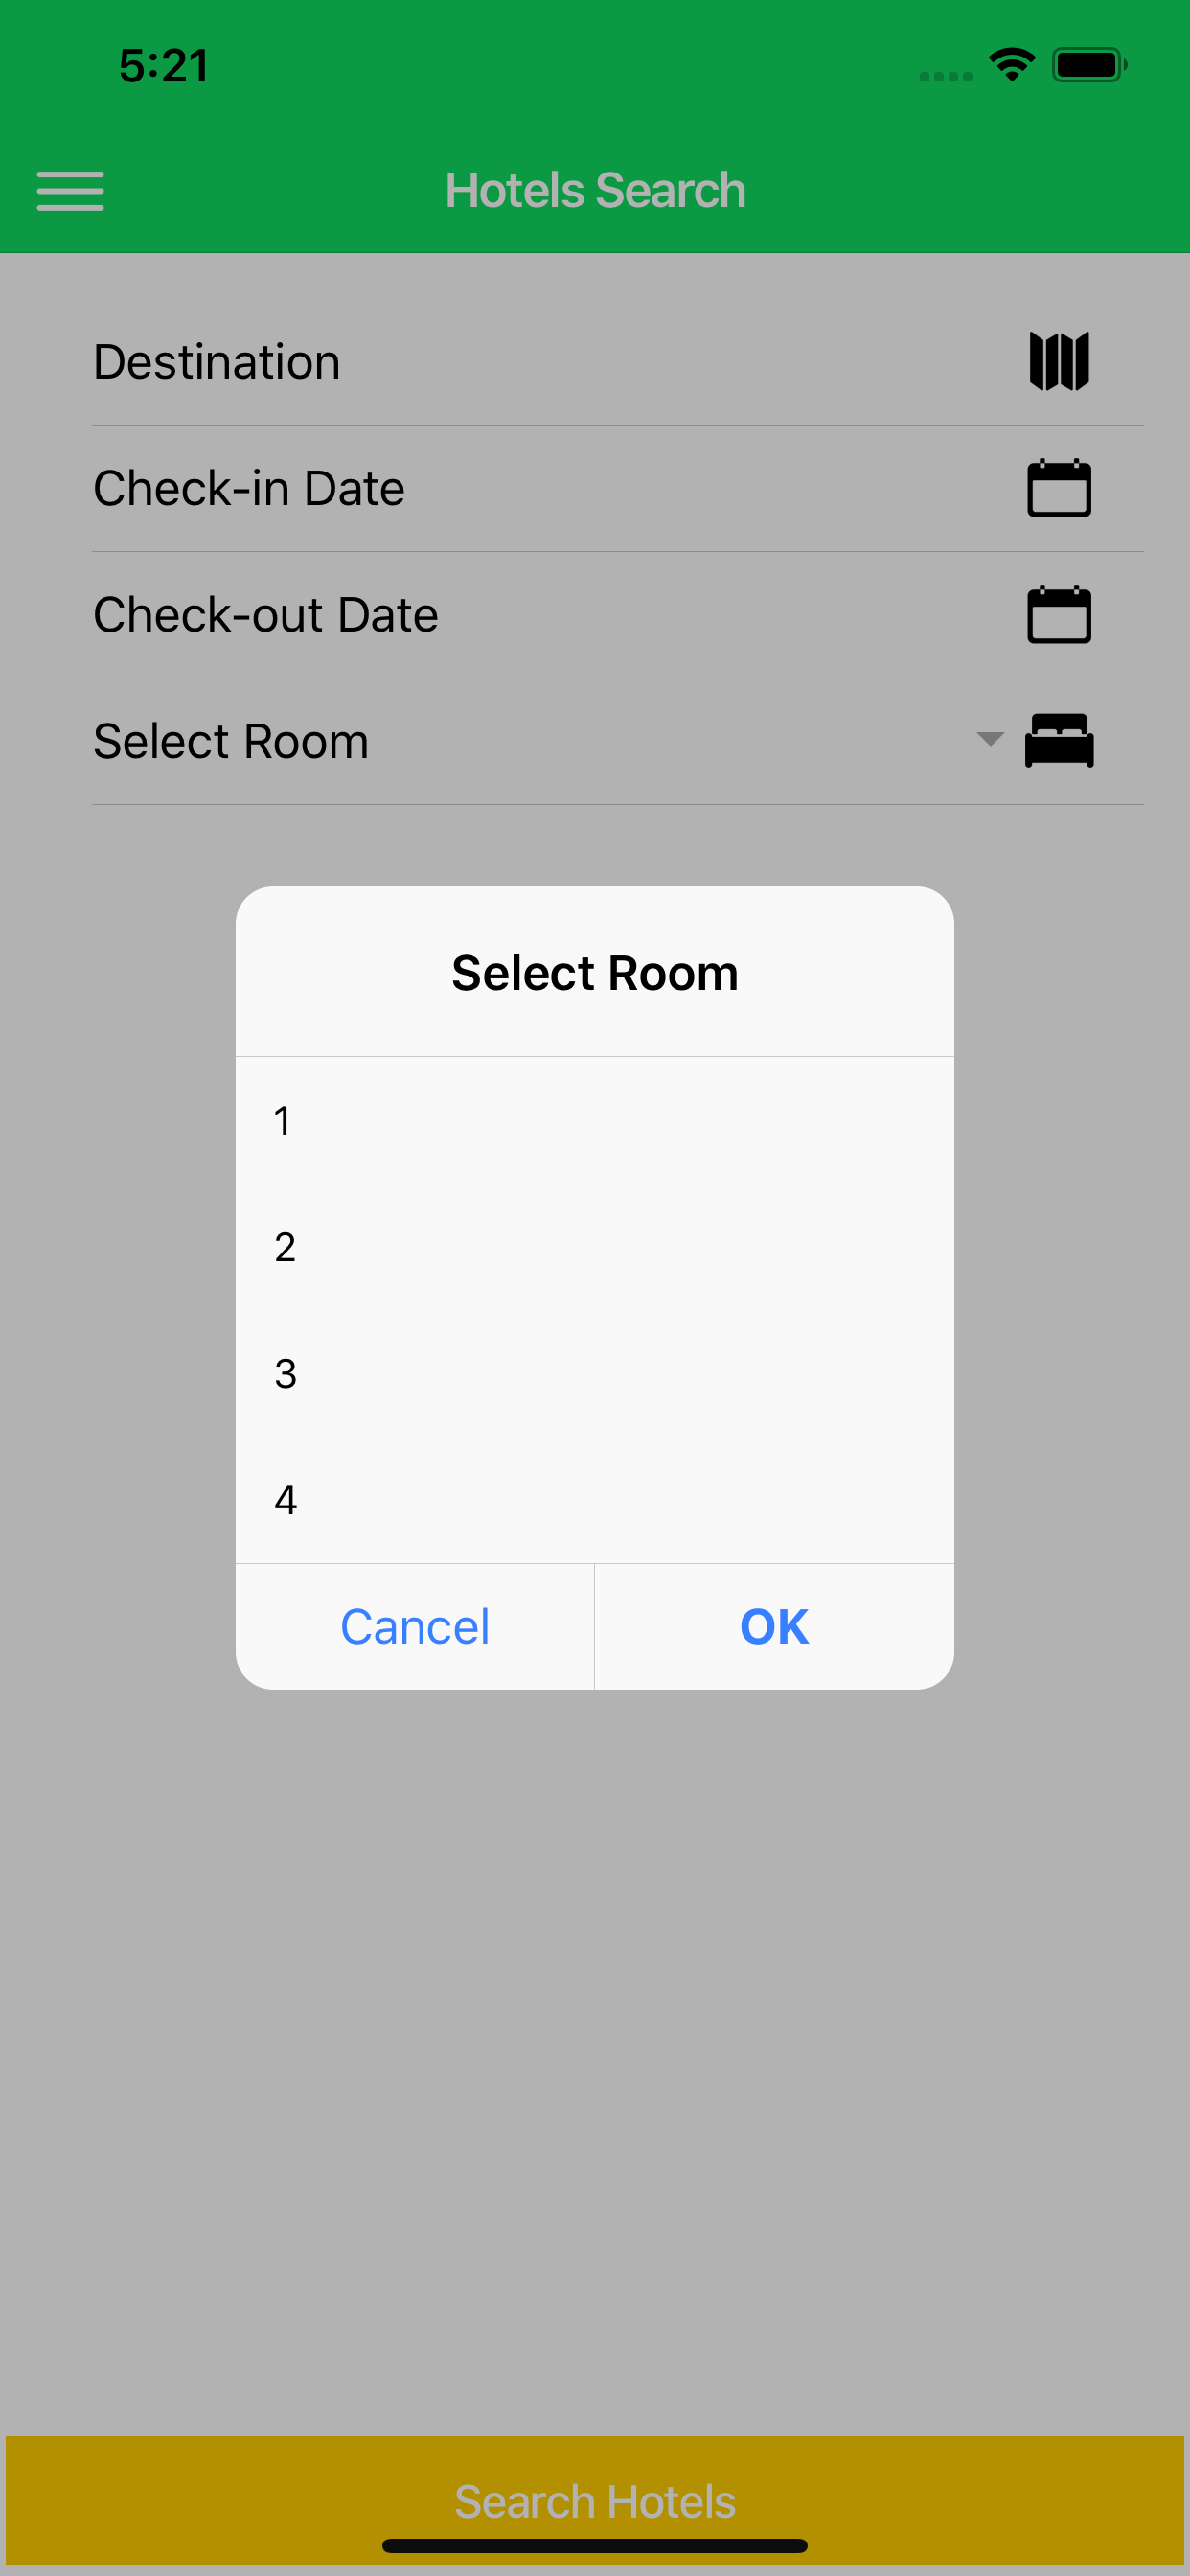 5:21
Hotels Search
Destination
Check-in Date
Check-out Date
Select Room
Select Room
1
2
3
4
Cancel OK
Search Hotels